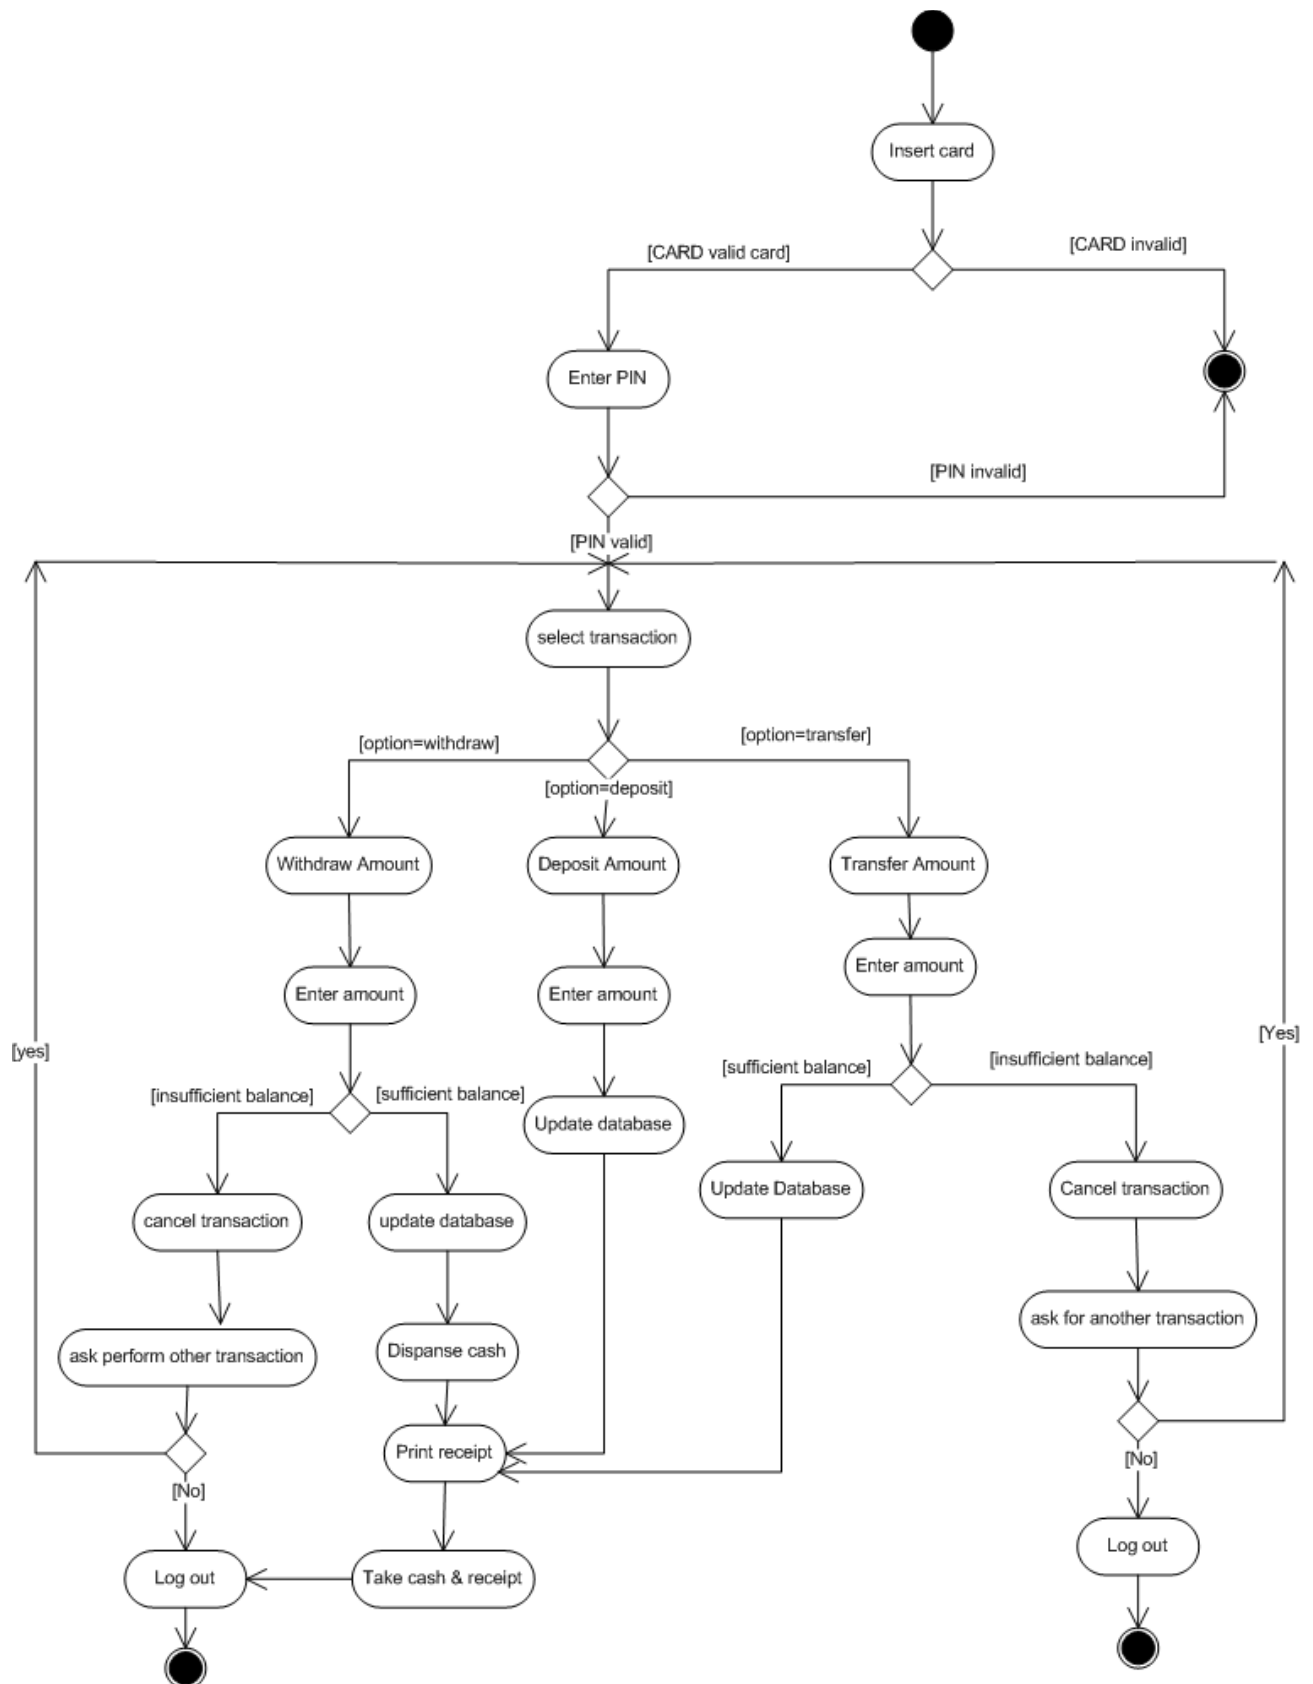 Insert card
[CARD valid card]
[CARD invalid]
Enter PIN
[PIN invalid]
[PIN valid]
select transaction
[option=withdraw]
[option=transfer]
[option=deposit]
Withdraw Amount
Deposit Amount
Transfer Amount
Enter amount
Enter amount
Enter amount
[yes]
[Yes]
[insufficient balance]
[sufficient balance]
[sufficient balance]
[insufficient balance]
Update database
cancel transaction
update database
Update Database
Cancel transaction
ask perform other transaction
Dispanse cash
ask for another transaction
Print receipt
[No]
[No]
Log out
Take cash & receipt
Log out